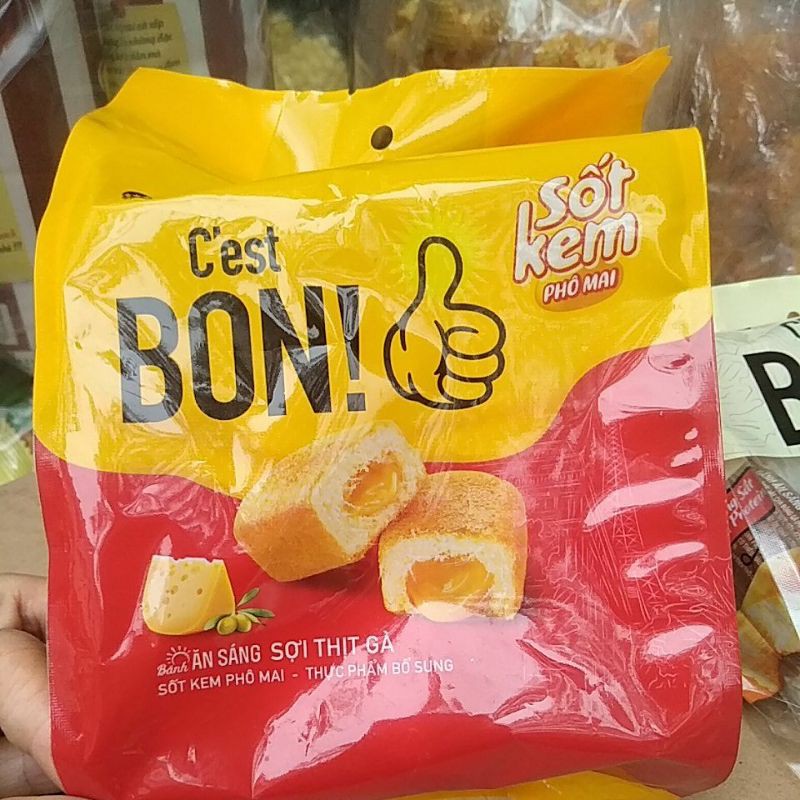 C'est
BON!
sốt
kem
PHÔ MAI
Bánh ĂN SÁNG SỢI THỊT GÀ
SỐT KEM PHÔ MAI - THỰC PHẨM BỔ SUNG